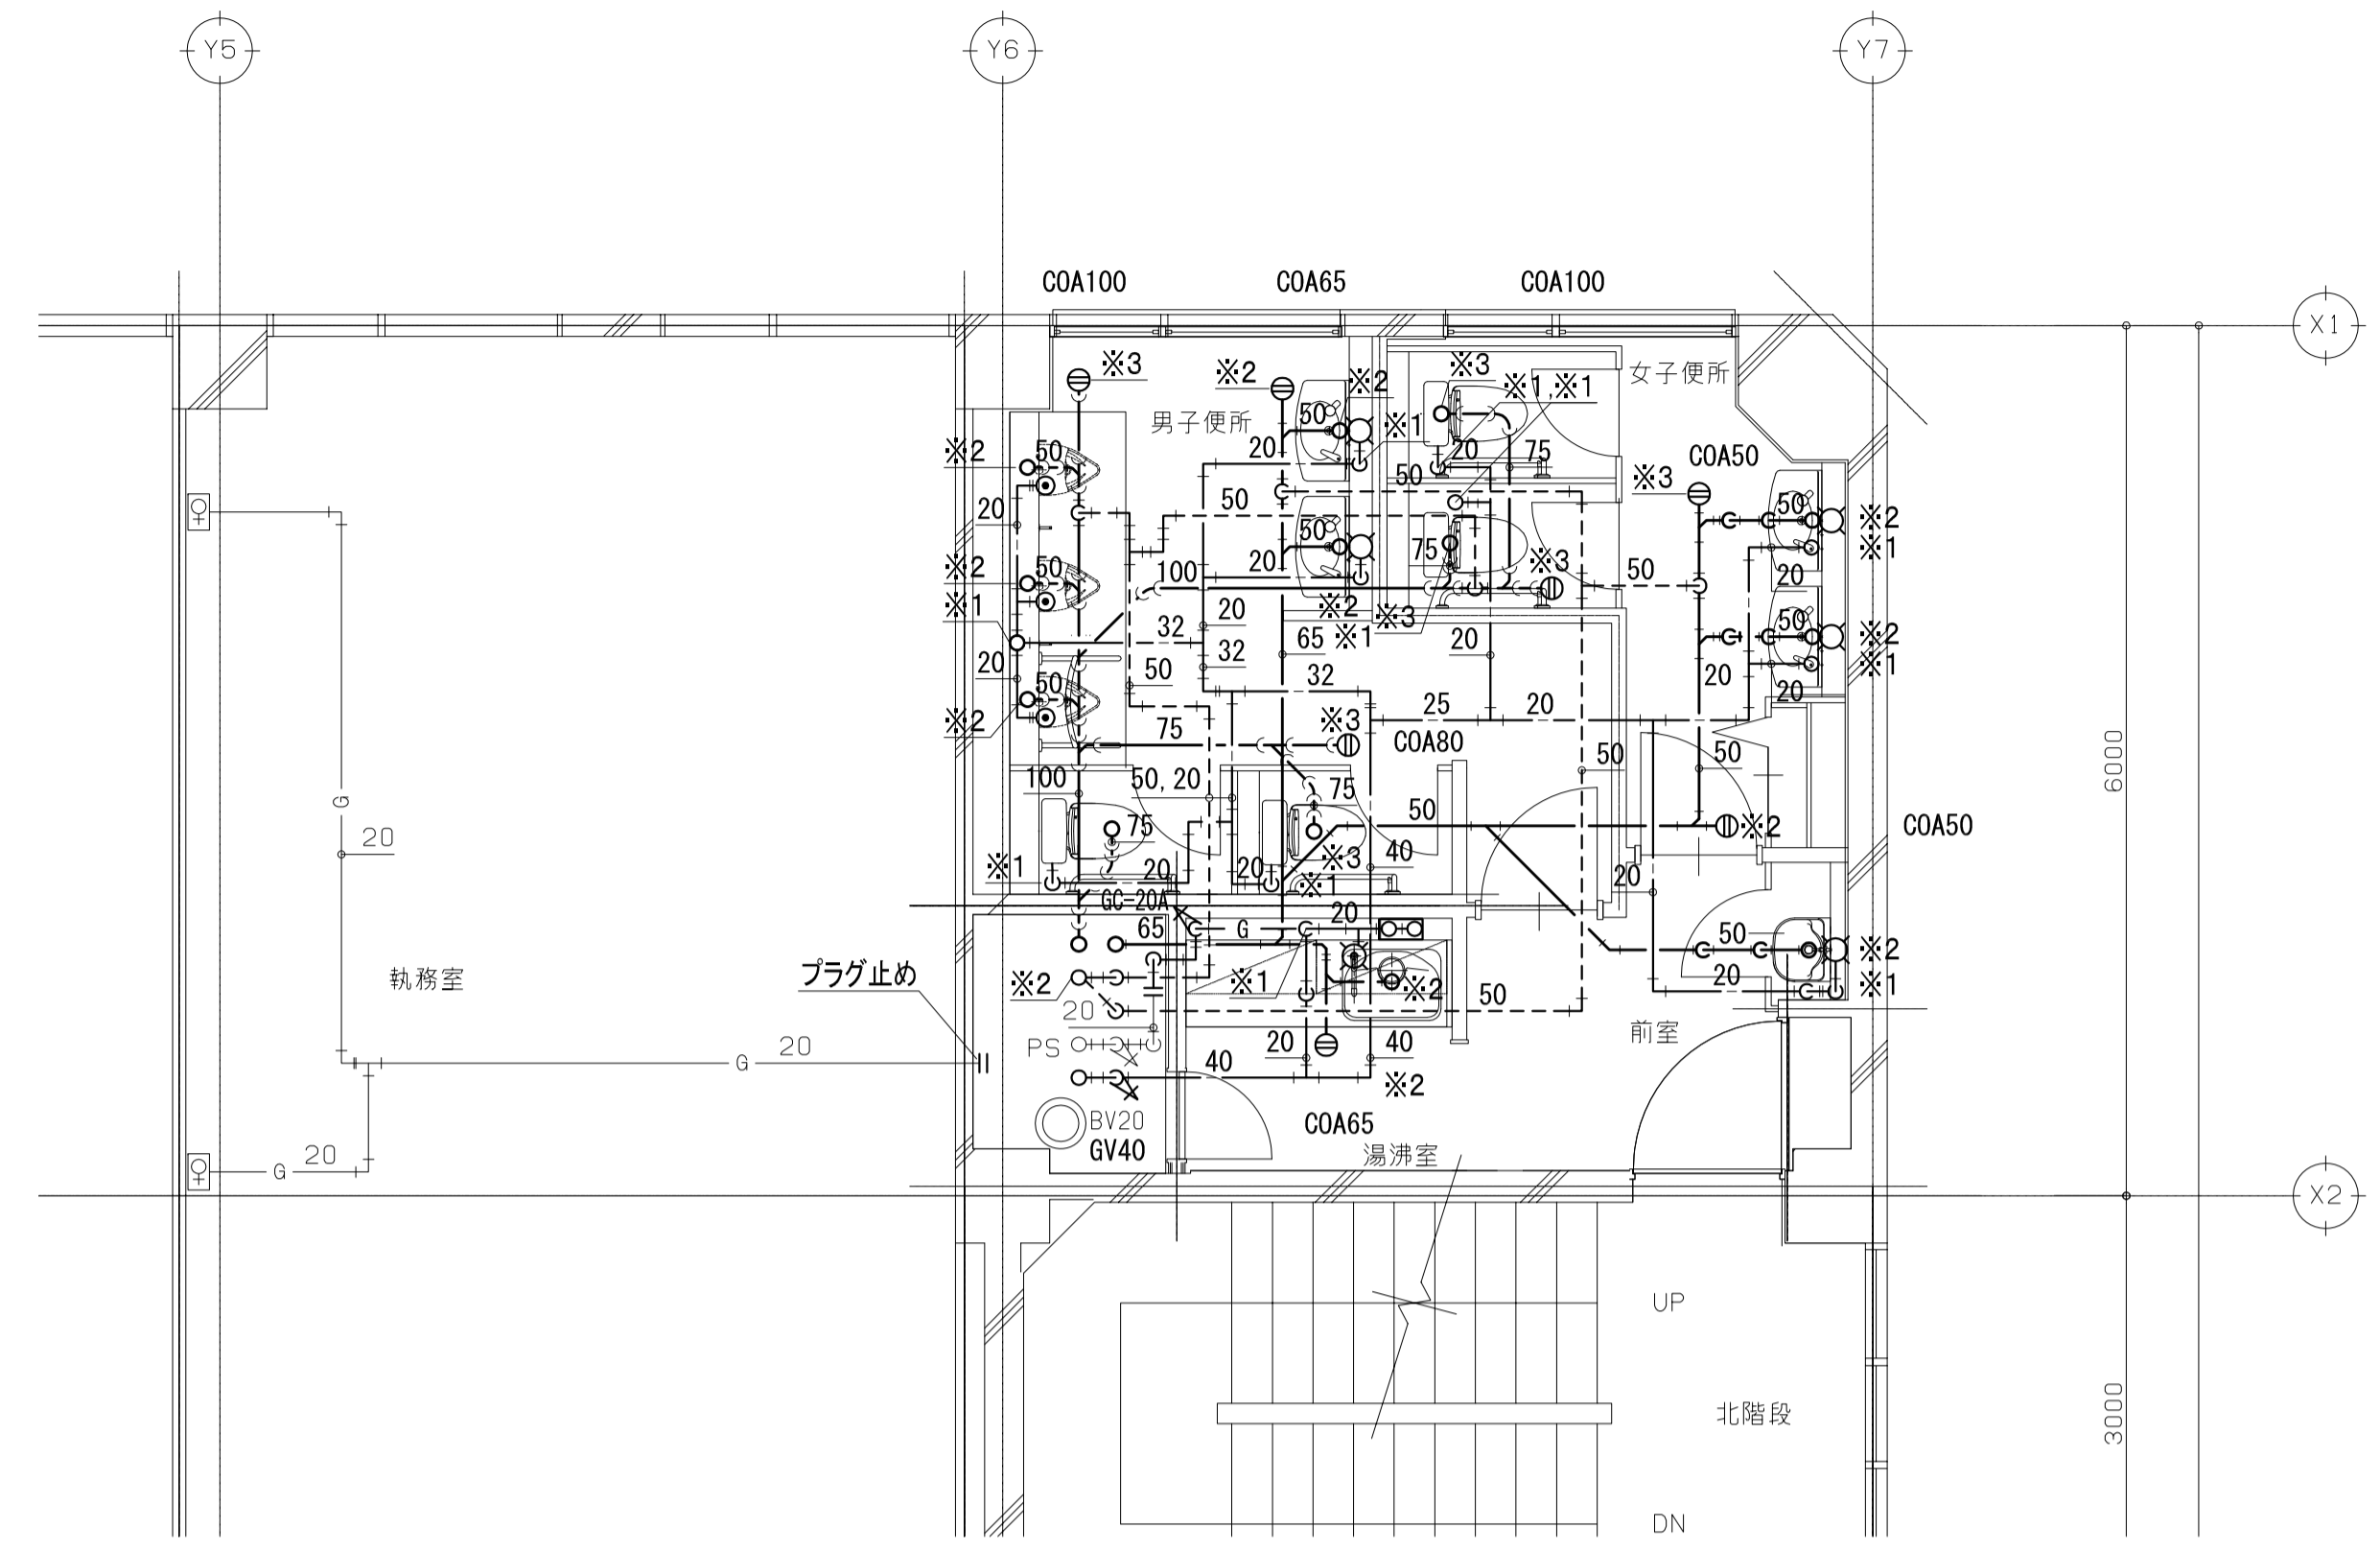 Y5 Y6 Y7
COA100 COA65 COA100
X1
※3 ※2 ※2 ※3 女子便所
※1,※1
男子便所 50 ※1
※2 50 20 20 75 COA50
50 ※3
20 50 50 ※2
50 75 ※1
※2 50 20 ※3
100 50 20
※1 20 ※2 ※3
32 65 ※1 20 50 ※2
20 32 50 20 ※1
50 32 20 20
※2 25 20
75 ※3 COA80
50 50 6000
100 50,20 75
G 50
20 75 ※3 40 ※2 COA50
※1 20 20 ※1 20
GC-20A 20
65 G 50 ※2
執務室 プラグ止め ※2 ※1 ※2 20 ※1
20 50
PS 前室
20 G 20 40
40 ※2
BV20 COA65
20 GV40 湯沸室
G
X2
UP
3000
北階段
DN